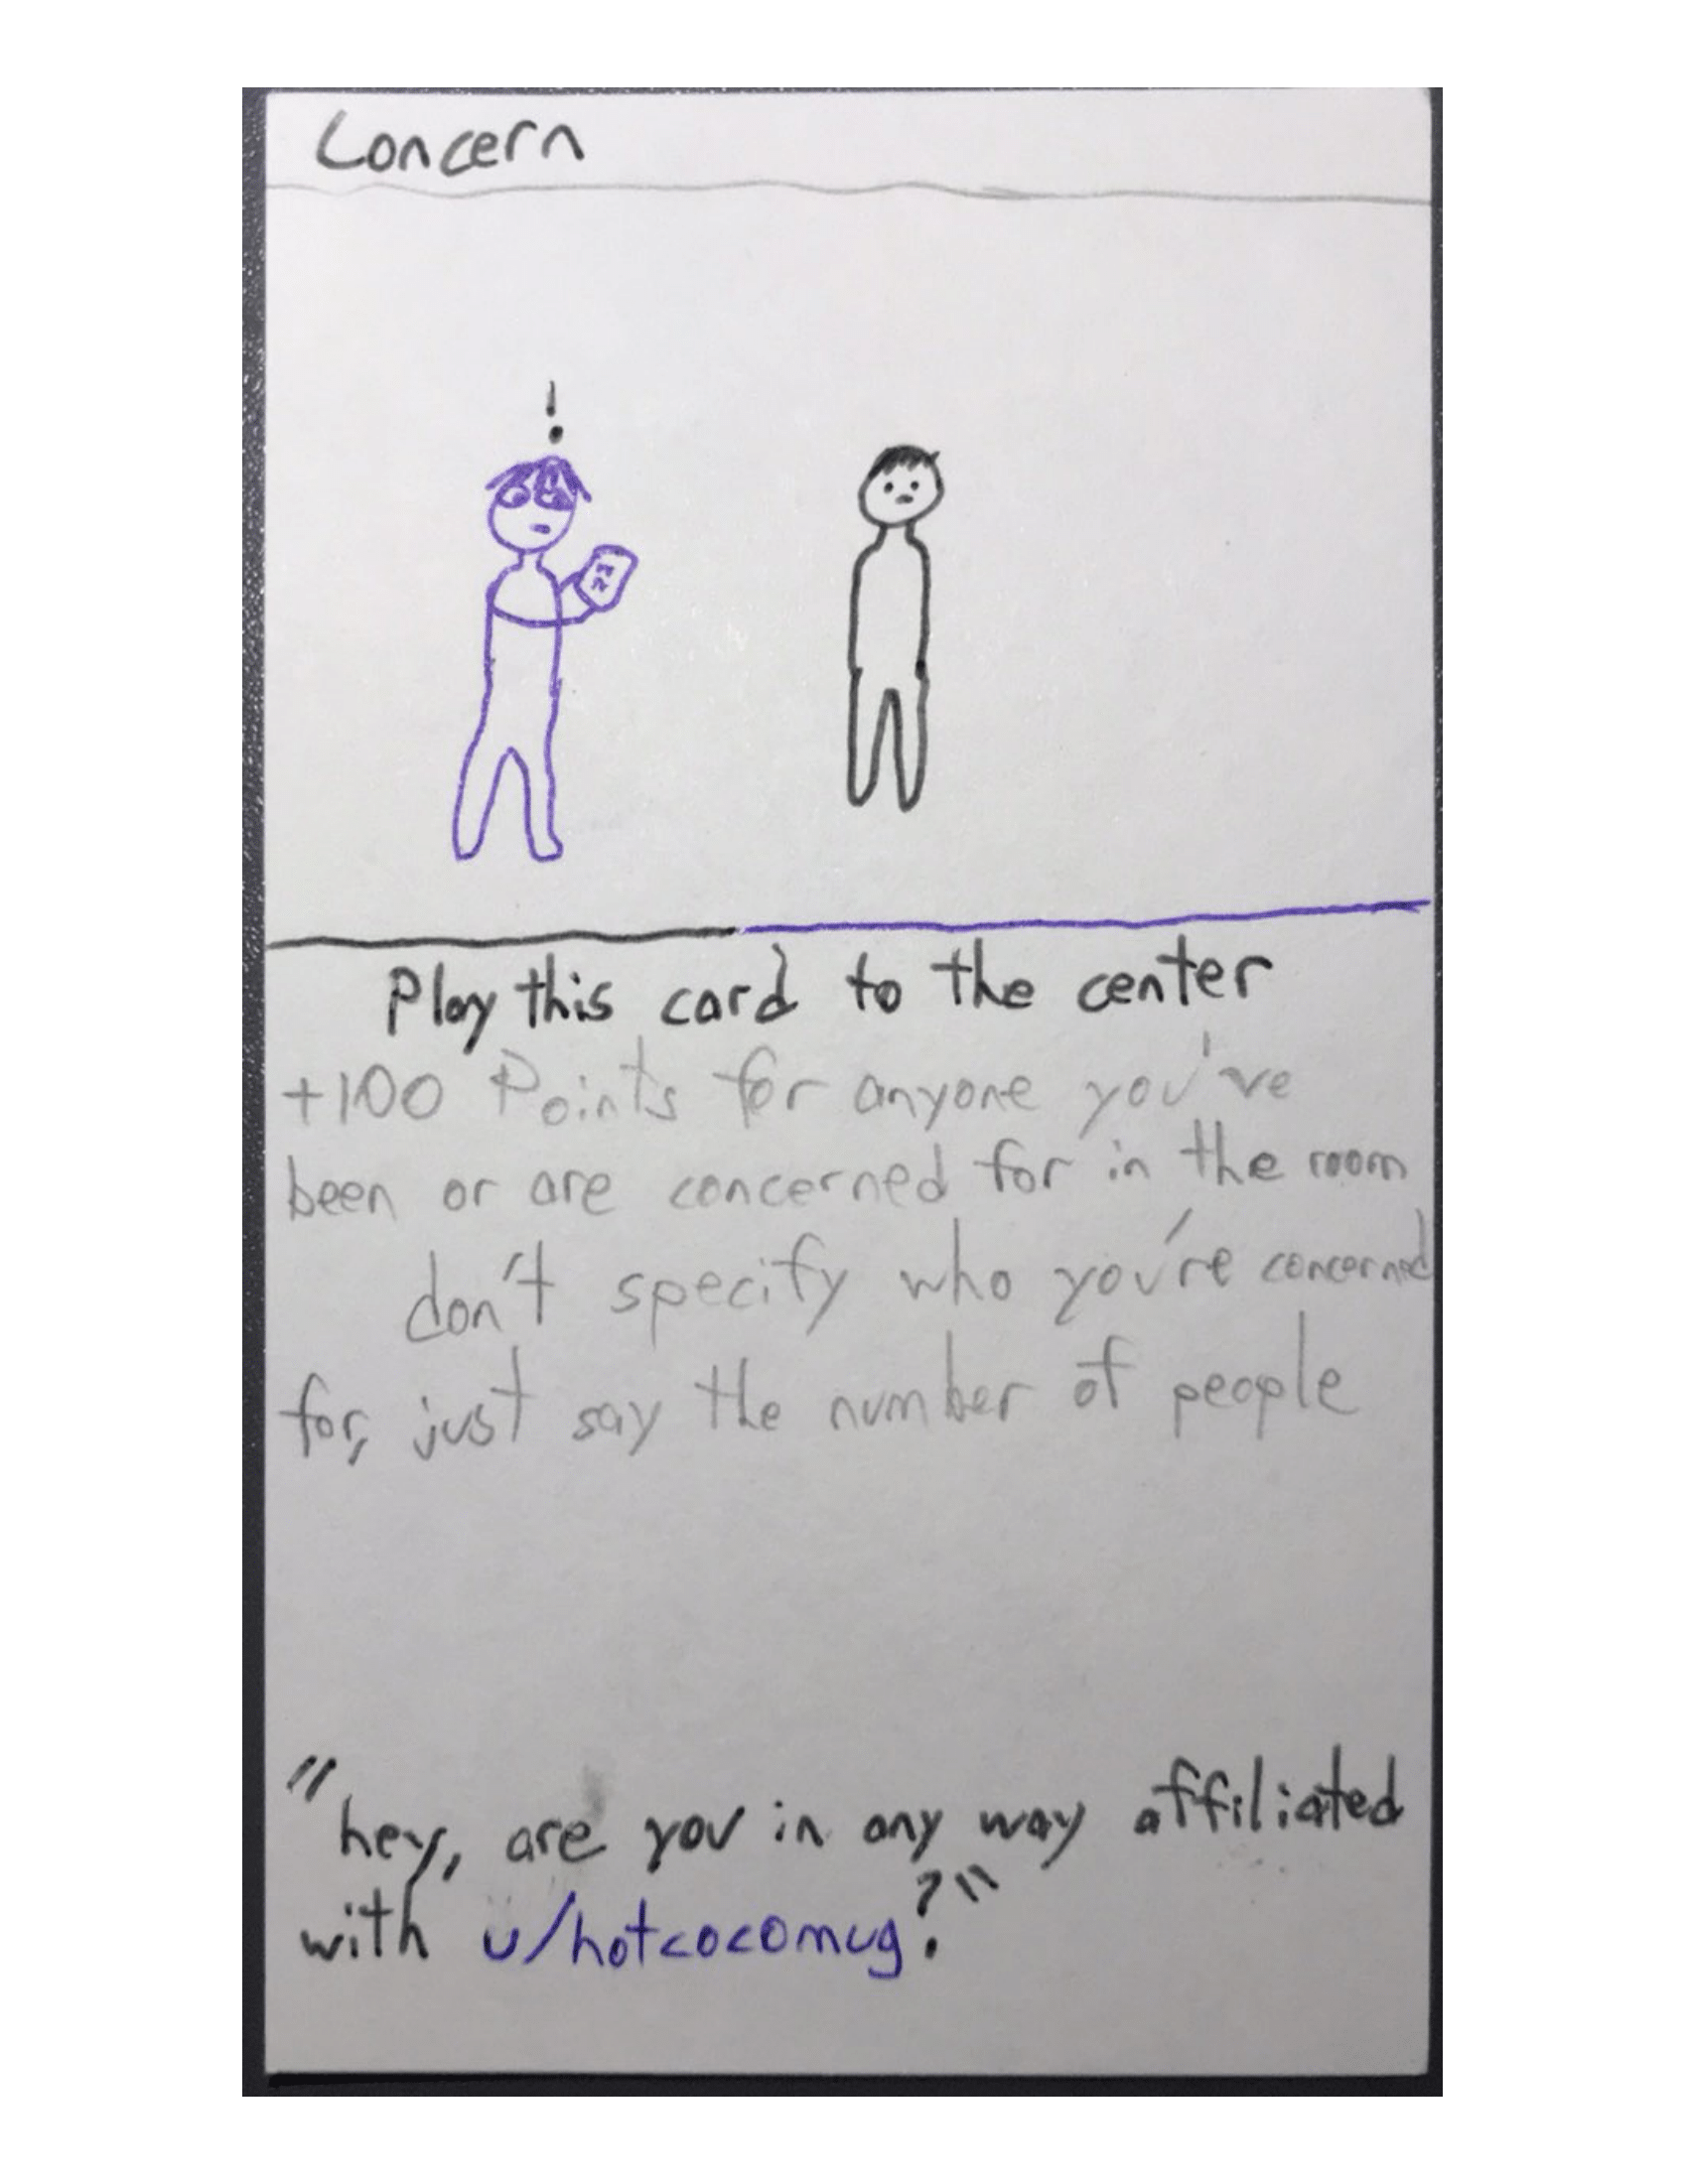 Concern
!
Play this card to the center
+100 Points for anyone you've
been or are concerned for in the room
don't specify who you're concerned
for, just say the number of people
"hey, are you in any way affiliated
with u/hotcocomug?"